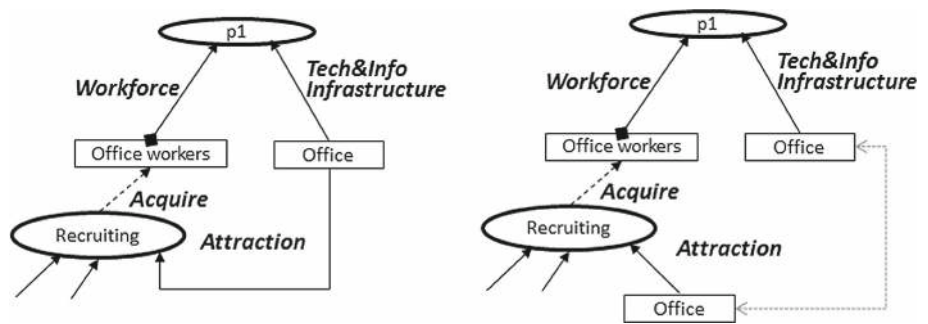 p1
Workforce
Tech&Info
Infrastructure
Office workers
Office
Acquire
Recruiting
Attraction
p1
Workforce
Tech&Info
Infrastructure
Office workers
Office
Acquire
Recruiting
Attraction
Office